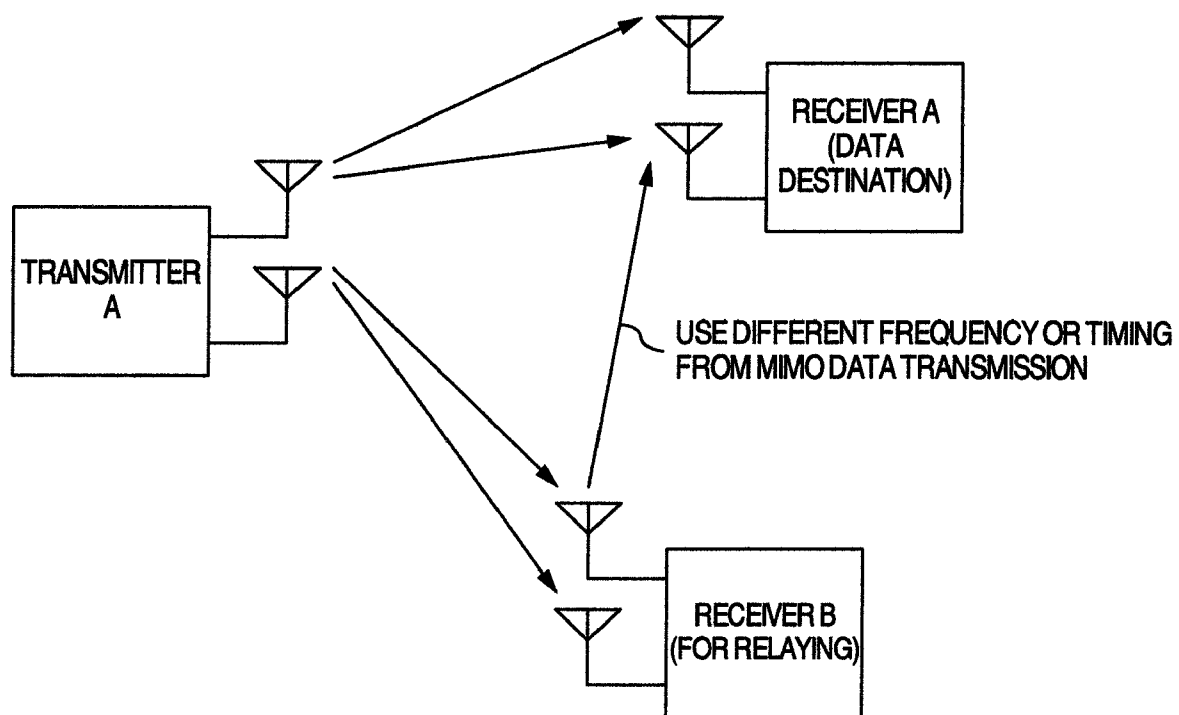 RECEIVER A
(DATA
DESTINATION)
TRANSMITTER
A
USE DIFFERENT FREQUENCY OR TIMING
FROM MIMO DATA TRANSMISSION
RECEIVER B
(FOR RELAYING)